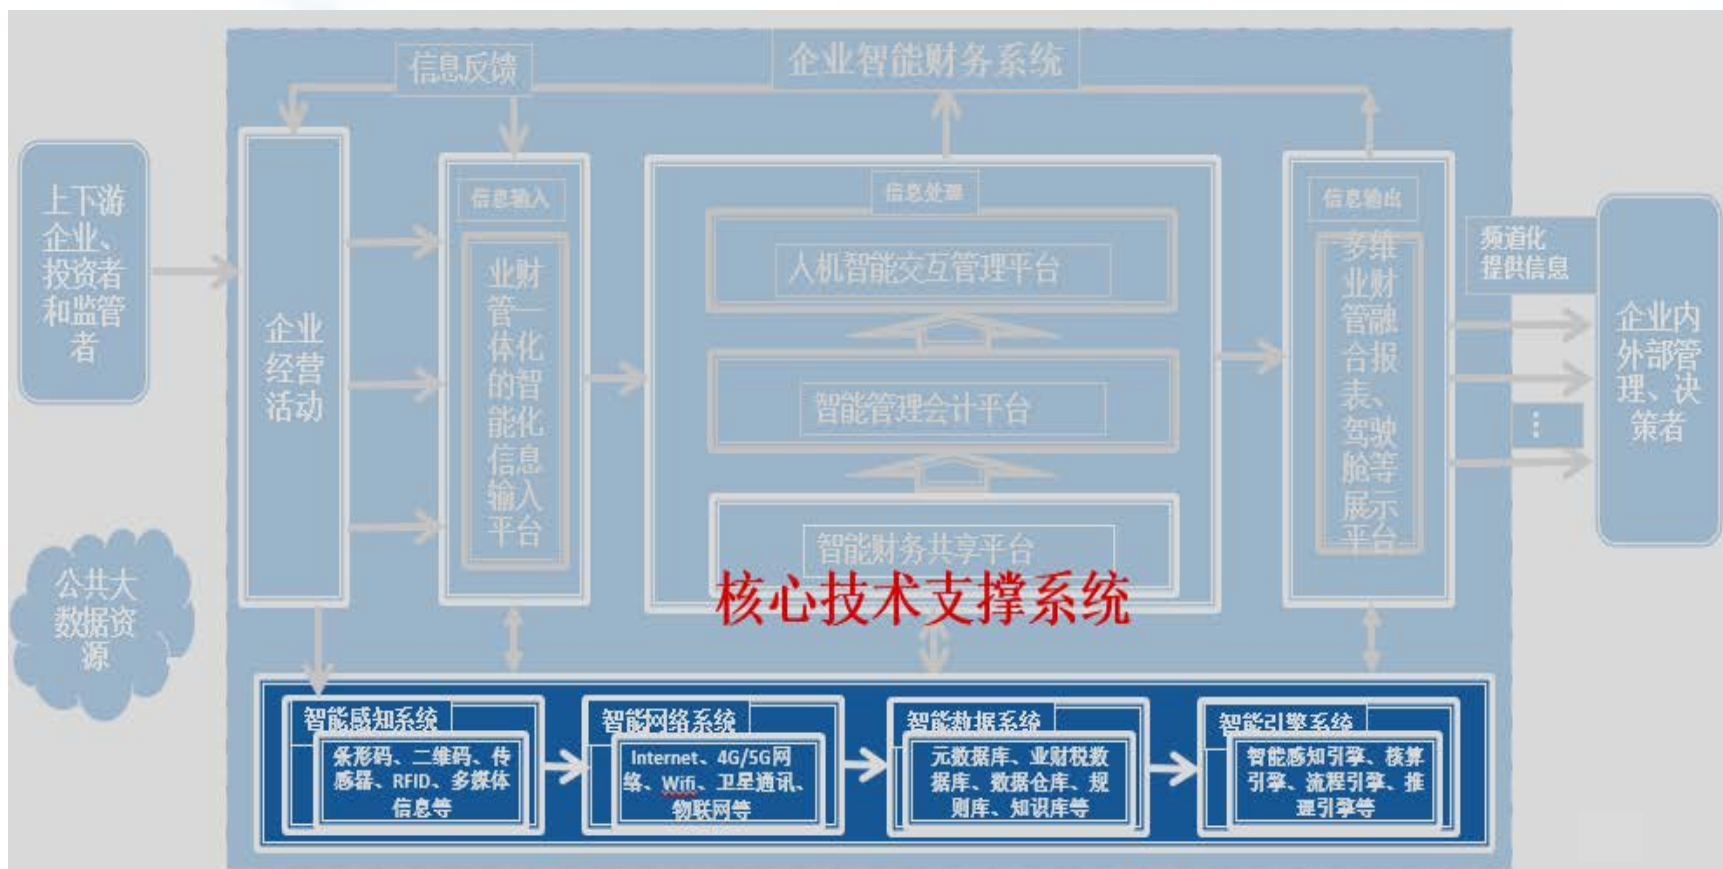 企业智能财务系统
信息反馈
上下游
企业、
投资者
和监管
者
企业
经营
活动
信息输入
业财
管一
体化
的智
能化
信息
输入
平台
信息处理
人机智能交互管理平台
智能管理会计平台
智能财务共享平台
信息输出
多维
业财
管融
合报
表、
驾驶
舱等
展示
平台
频道化
提供信息
⋮
企业内
外部管
理、决
策者
公共大
数据资
源
核心技术支撑系统
智能感知系统
条形码、二维码、传
感器、RFID、多媒体
信息等
智能网络系统
Internet、4G/5G网
络、Wifi、卫星通讯、
物联网等
智能数据系统
元数据库、业财税数
据库、数据仓库、规
则库、知识库等
智能引擎系统
智能感知引擎、核算
引擎、流程引擎、推
理引擎等